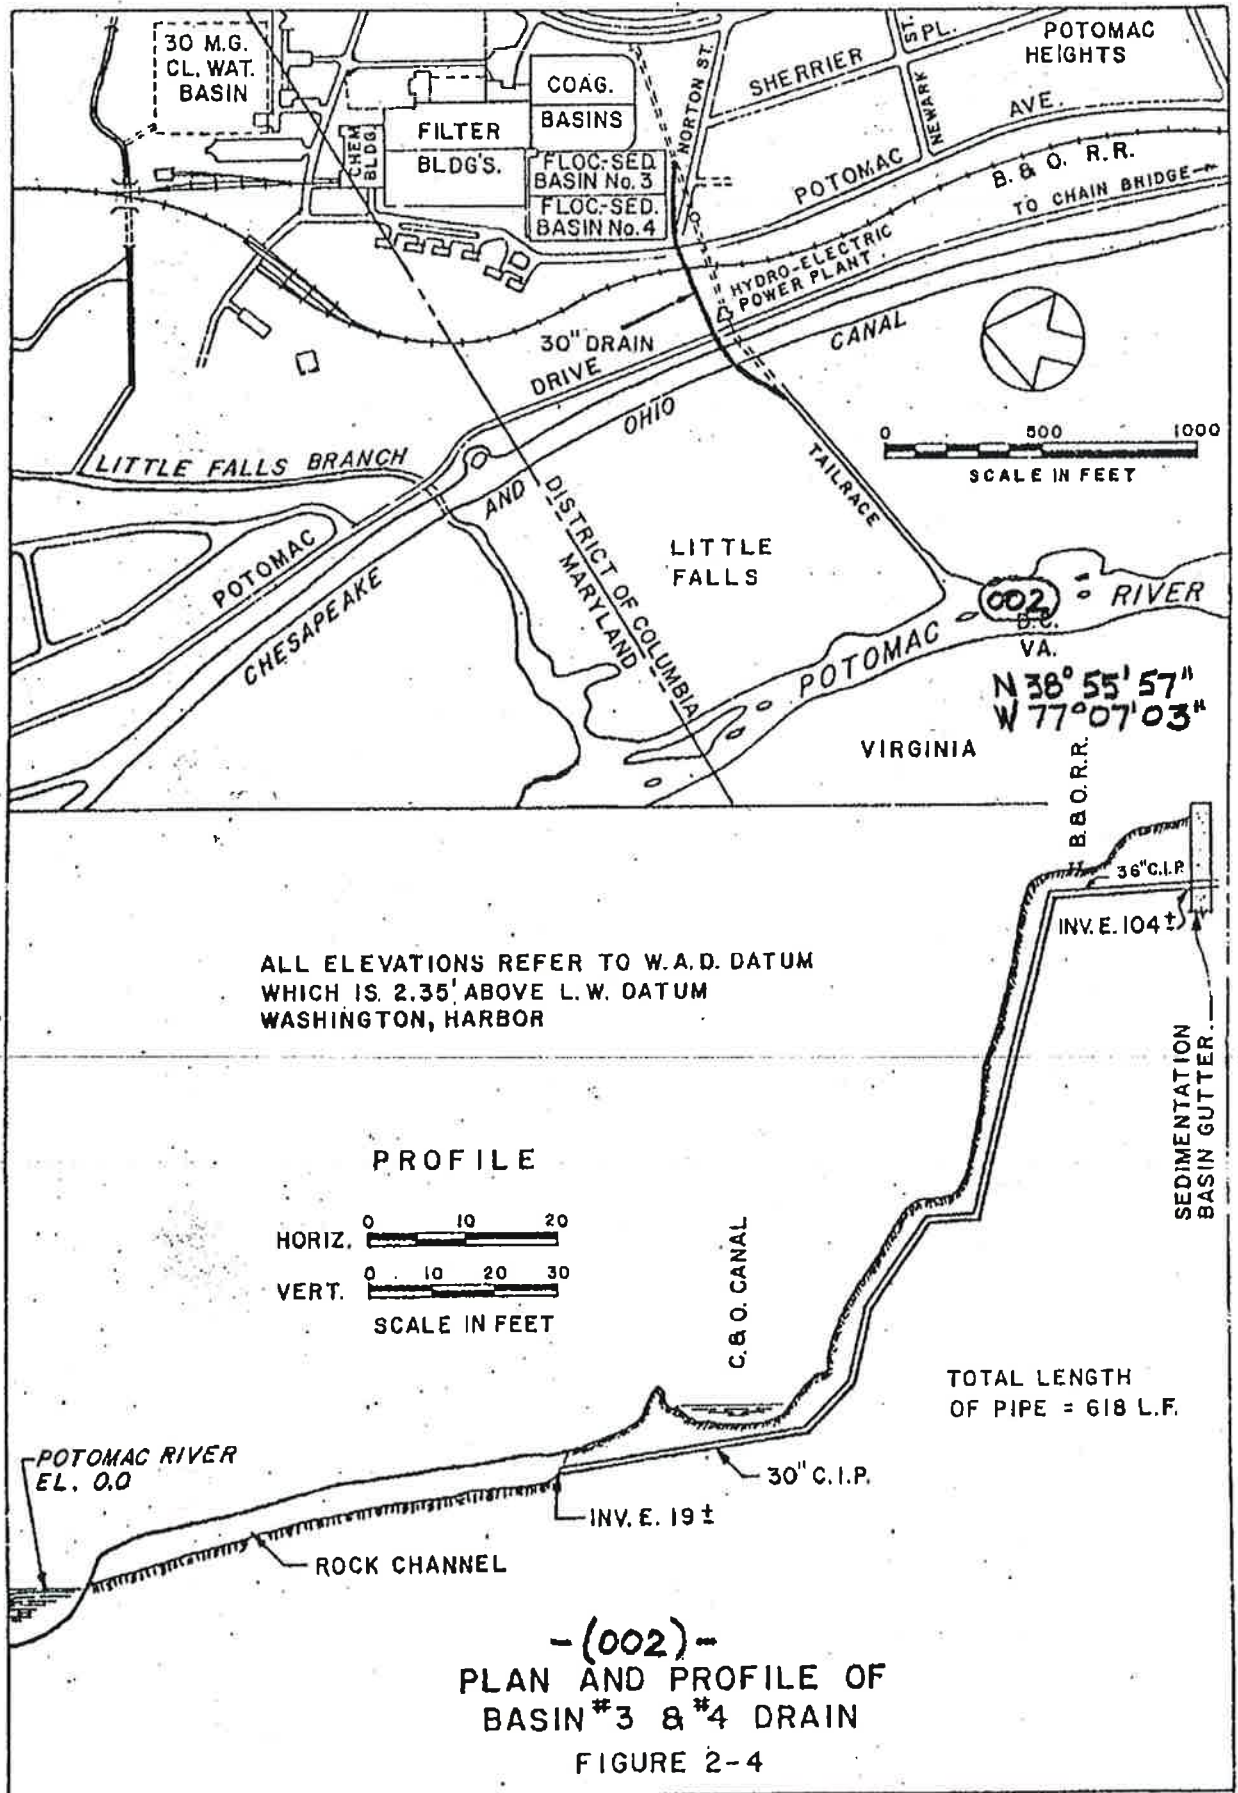 30 M.G.
CL. WAT.
BASIN
CHEM
BLDG.
FILTER
BLDG'S.
COAG.
BASINS
FLOC.-SED.
BASIN No. 3
FLOC.-SED.
BASIN No. 4
NORTON ST.
SHERRIER
PL.
NEWARK
ST.
POTOMAC
HEIGHTS
POTOMAC
AVE.
B. & O. R.R.
TO CHAIN BRIDGE
HYDRO-ELECTRIC
POWER PLANT
30" DRAIN
DRIVE
CANAL
OHIO
AND
LITTLE FALLS BRANCH
POTOMAC
CHESAPEAKE
DISTRICT OF COLUMBIA
MARYLAND
LITTLE
FALLS
TAILRACE
0 500 1000
SCALE IN FEET
002
POTOMAC
RIVER
D.C.
VA.
N 38° 55' 57"
W 77° 07' 03"
VIRGINIA
B.&O.R.R.
36" C.I.P.
INV. E. 104 ±
ALL ELEVATIONS REFER TO W.A.D. DATUM
WHICH IS 2.35' ABOVE L.W. DATUM
WASHINGTON, HARBOR
SEDIMENTATION
BASIN GUTTER.
PROFILE
HORIZ. 0 10 20
VERT. 0 10 20 30
SCALE IN FEET
C.& O. CANAL
TOTAL LENGTH
OF PIPE = 618 L.F.
POTOMAC RIVER
EL. 0.0
30" C.I.P.
INV. E. 19 ±
ROCK CHANNEL
-(002)-
PLAN AND PROFILE OF
BASIN #3 & #4 DRAIN
FIGURE 2-4